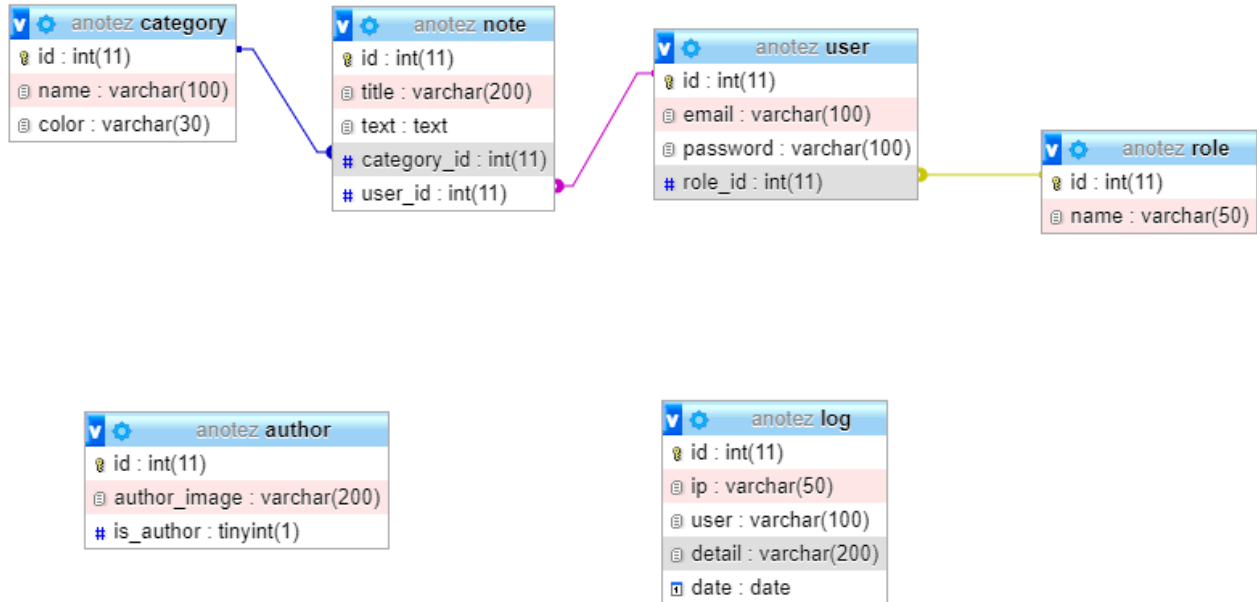 anotez category
id : int(11)
name : varchar(100)
color : varchar(30)
anotez note
id : int(11)
title : varchar(200)
text : text
# category_id : int(11)
# user_id : int(11)
anotez user
id : int(11)
email : varchar(100)
password : varchar(100)
# role_id : int(11)
anotez role
id : int(11)
name : varchar(50)
anotez author
id : int(11)
author_image : varchar(200)
# is_author : tinyint(1)
anotez log
id : int(11)
ip : varchar(50)
user : varchar(100)
detail : varchar(200)
date : date